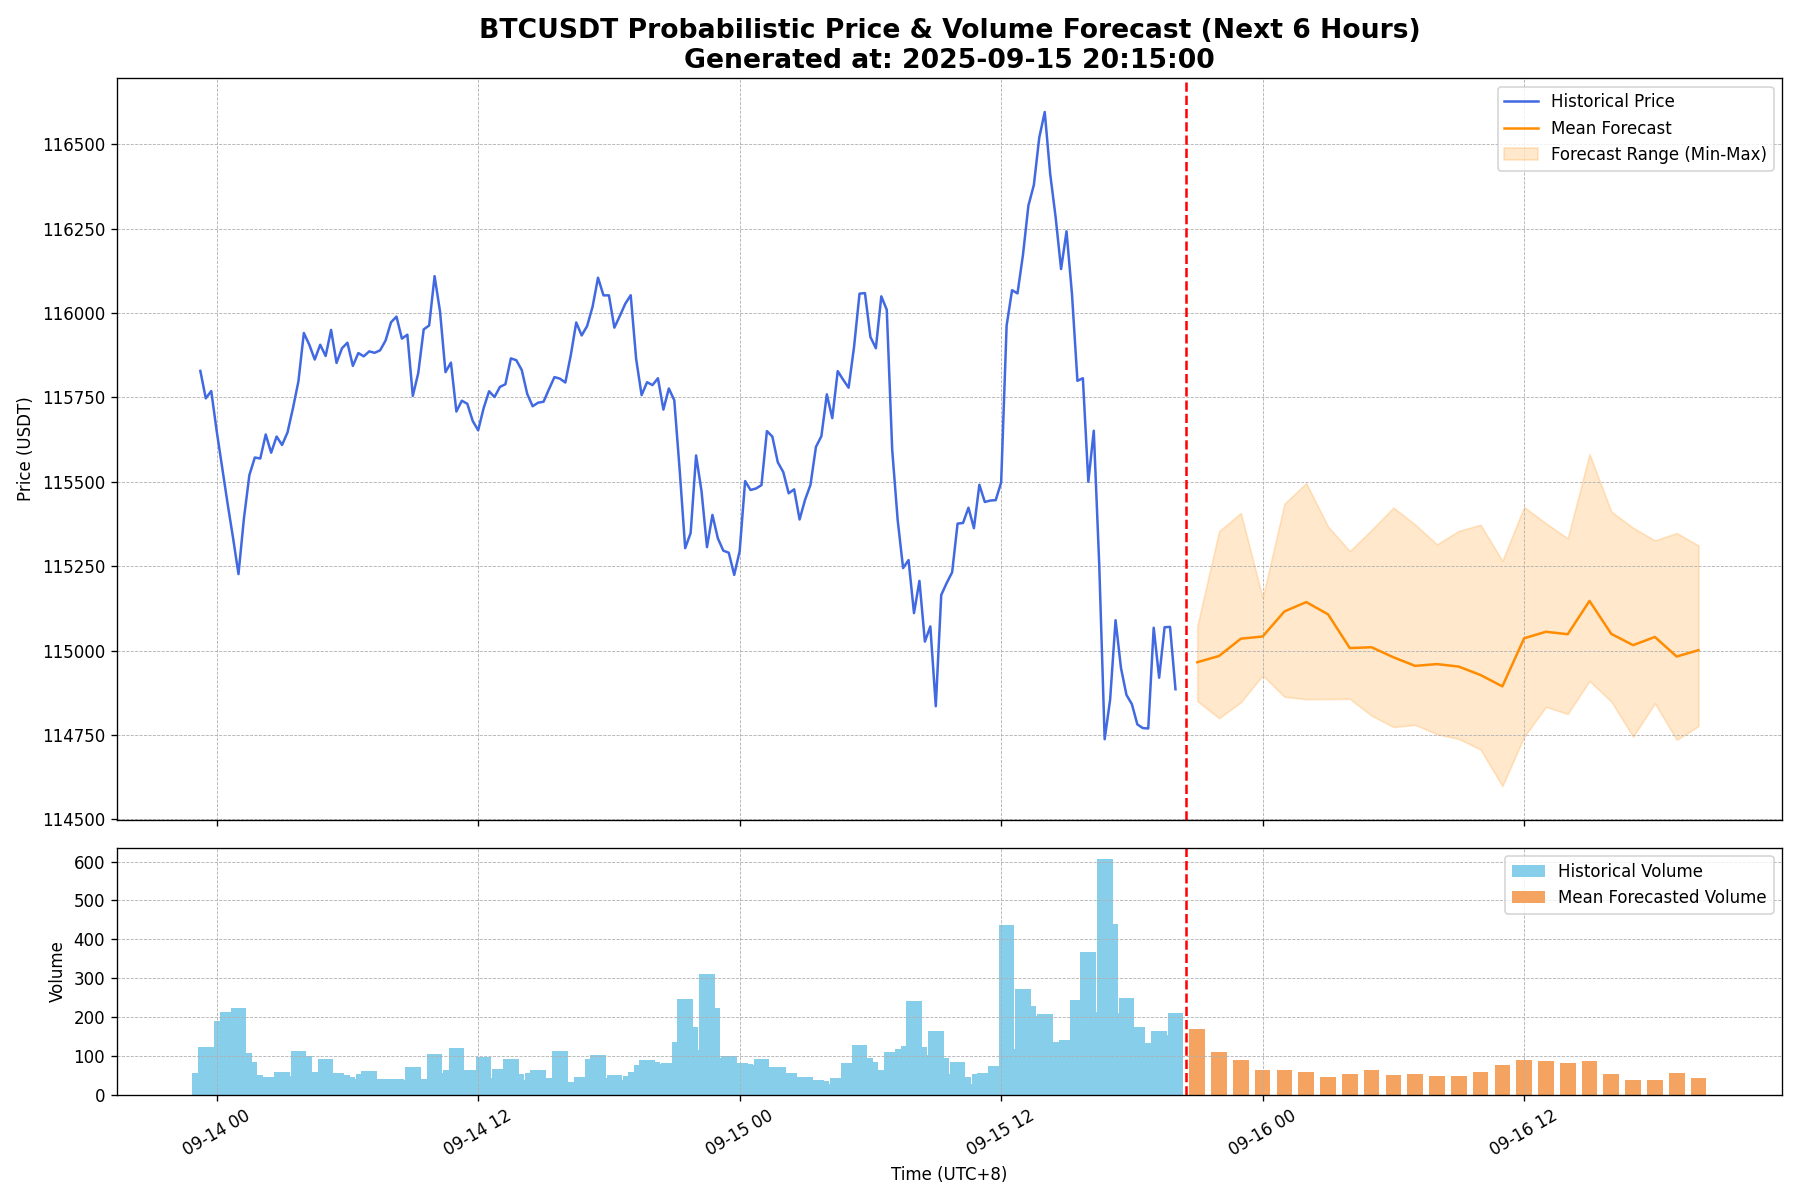 BTCUSDT Probabilistic Price & Volume Forecast (Next 6 Hours)
Generated at: 2025-09-15 20:15:00
Historical Price
Mean Forecast
Forecast Range (Min-Max)
116500
116250
116000
115750
115500
115250
115000
114750
114500
Price (USDT)
Historical Volume
Mean Forecasted Volume
600
500
400
300
200
100
0
Volume
09-14 00
09-14 12
09-15 00
09-15 12
09-16 00
09-16 12
Time (UTC+8)